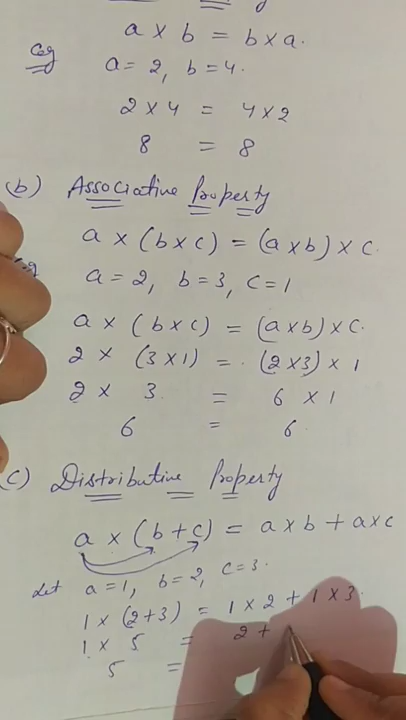 a × b = b × a.
eg a = 2, b = 4.
2 × 4 = 4 × 2
8 = 8
(b) Associative Property
a × (b × c) = (a × b) × c.
eg a = 2, b = 3, c = 1
a × (b × c) = (a × b) × c.
2 × (3 × 1) = (2 × 3) × 1
2 × 3 = 6 × 1
6 = 6.
C) Distributive Property
a × (b + c) = a × b + a × c
Let a = 1, b = 2, c = 3.
1 × (2 + 3) = 1 × 2 + 1 × 3.
1 × 5 = 2 +
5 =